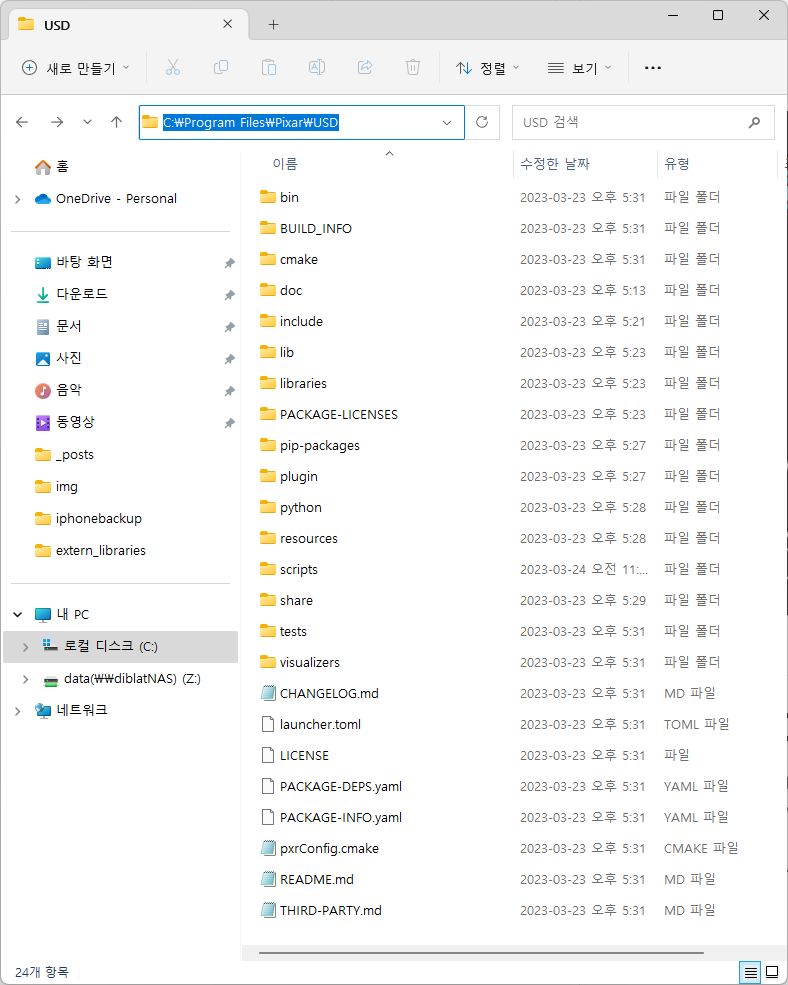 USD
새로 만들기
정렬
보기
C:₩Program Files₩Pixar₩USD
USD 검색
홈
OneDrive - Personal
바탕 화면
다운로드
문서
사진
음악
동영상
_posts
img
iphonebackup
extern_libraries
내 PC
로컬 디스크 (C:)
data(₩₩diblatNAS) (Z:)
네트워크
이름 수정한 날짜 유형
bin 2023-03-23 오후 5:31 파일 폴더
BUILD_INFO 2023-03-23 오후 5:31 파일 폴더
cmake 2023-03-23 오후 5:31 파일 폴더
doc 2023-03-23 오후 5:13 파일 폴더
include 2023-03-23 오후 5:21 파일 폴더
lib 2023-03-23 오후 5:23 파일 폴더
libraries 2023-03-23 오후 5:23 파일 폴더
PACKAGE-LICENSES 2023-03-23 오후 5:23 파일 폴더
pip-packages 2023-03-23 오후 5:27 파일 폴더
plugin 2023-03-23 오후 5:27 파일 폴더
python 2023-03-23 오후 5:28 파일 폴더
resources 2023-03-23 오후 5:28 파일 폴더
scripts 2023-03-24 오전 11:... 파일 폴더
share 2023-03-23 오후 5:29 파일 폴더
tests 2023-03-23 오후 5:31 파일 폴더
visualizers 2023-03-23 오후 5:31 파일 폴더
CHANGELOG.md 2023-03-23 오후 5:31 MD 파일
launcher.toml 2023-03-23 오후 5:31 TOML 파일
LICENSE 2023-03-23 오후 5:31 파일
PACKAGE-DEPS.yaml 2023-03-23 오후 5:31 YAML 파일
PACKAGE-INFO.yaml 2023-03-23 오후 5:31 YAML 파일
pxrConfig.cmake 2023-03-23 오후 5:31 CMAKE 파일
README.md 2023-03-23 오후 5:31 MD 파일
THIRD-PARTY.md 2023-03-23 오후 5:31 MD 파일
24개 항목